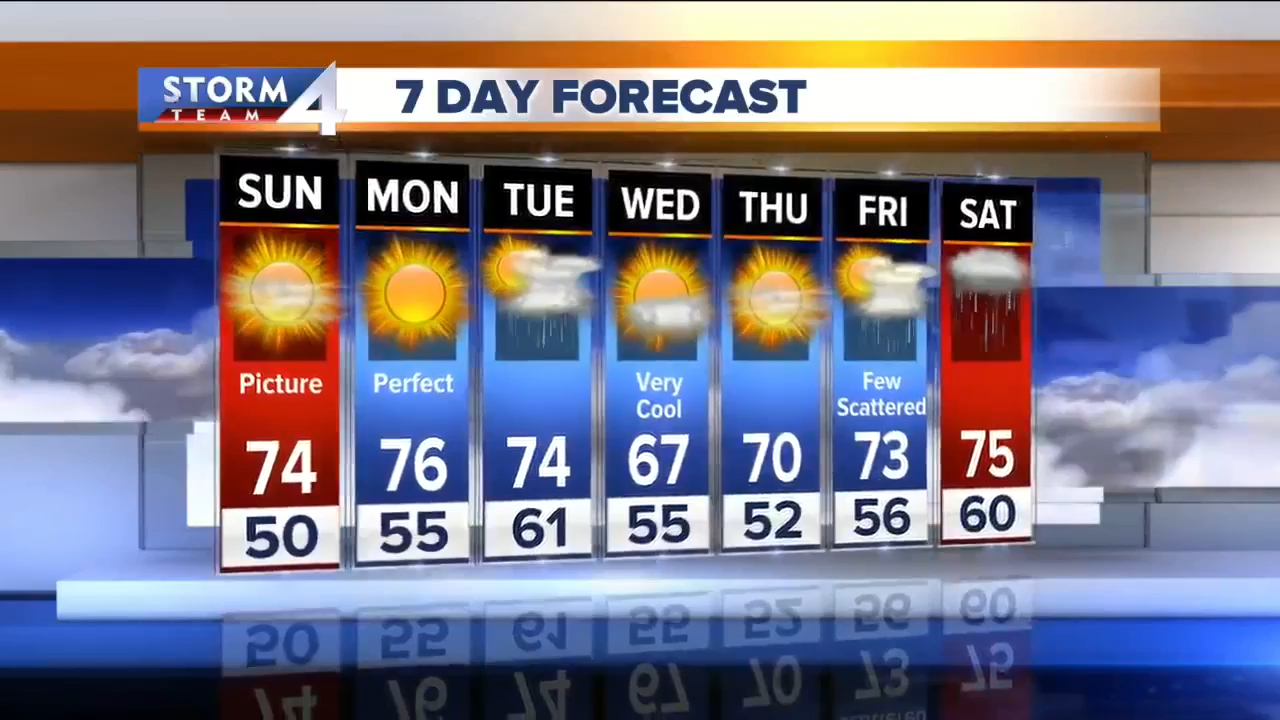 STORM
TEAM
4
7 DAY FORECAST
SUN
Picture
74
50
MON
Perfect
76
55
TUE
74
61
WED
Very
Cool
67
55
THU
70
52
FRI
Few
Scattered
73
56
SAT
75
60